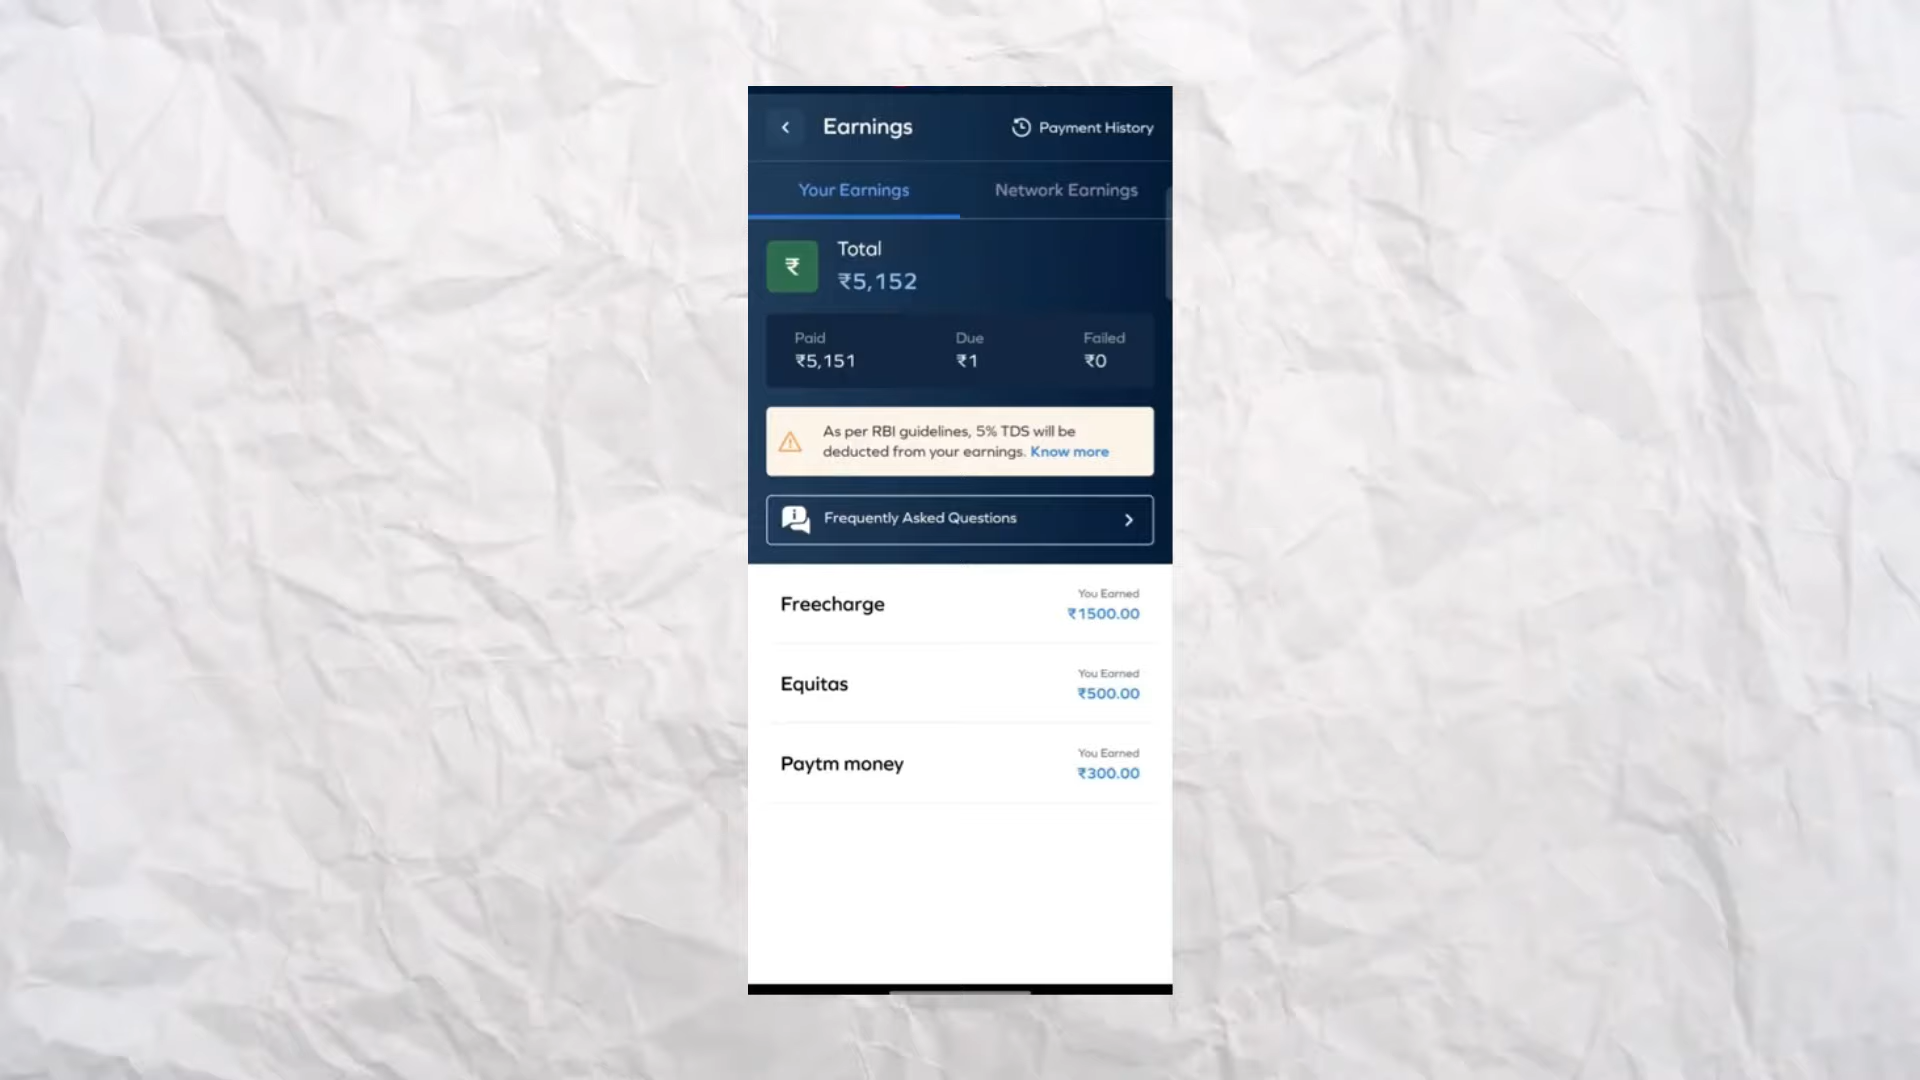 Earnings
Payment History
Your Earnings
Network Earnings
₹
Total
₹5,152
Paid
Due
Failed
₹5,151
₹1
₹0
As per RBI guidelines, 5% TDS will be
deducted from your earnings. Know more
Frequently Asked Questions
Freecharge
You Earned
₹1500.00
Equitas
You Earned
₹500.00
Paytm money
You Earned
₹300.00